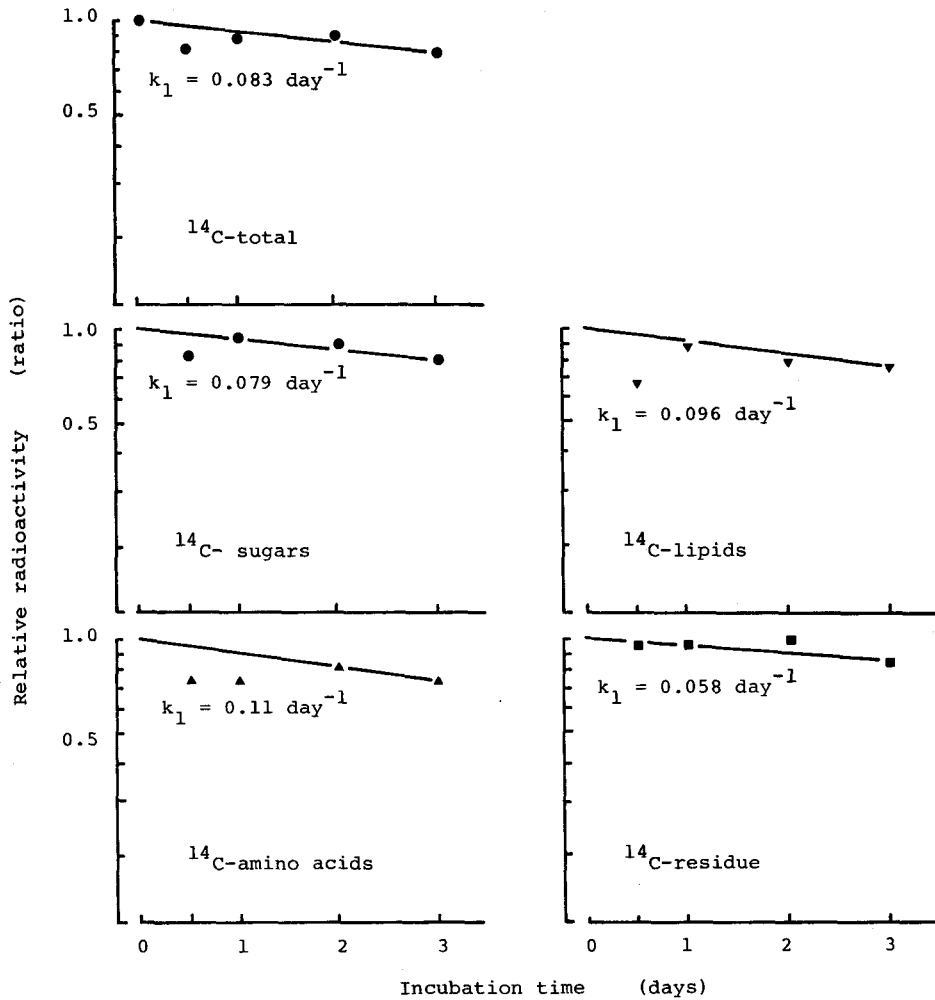 1.0
k₁ = 0.083 day⁻¹
0.5
¹⁴C-total
Relative radioactivity (ratio)
1.0
k₁ = 0.079 day⁻¹
0.5
¹⁴C- sugars
k₁ = 0.096 day⁻¹
¹⁴C-lipids
1.0
k₁ = 0.11 day⁻¹
0.5
¹⁴C-amino acids
0 1 2 3
k₁ = 0.058 day⁻¹
¹⁴C-residue
0 1 2 3
Incubation time (days)